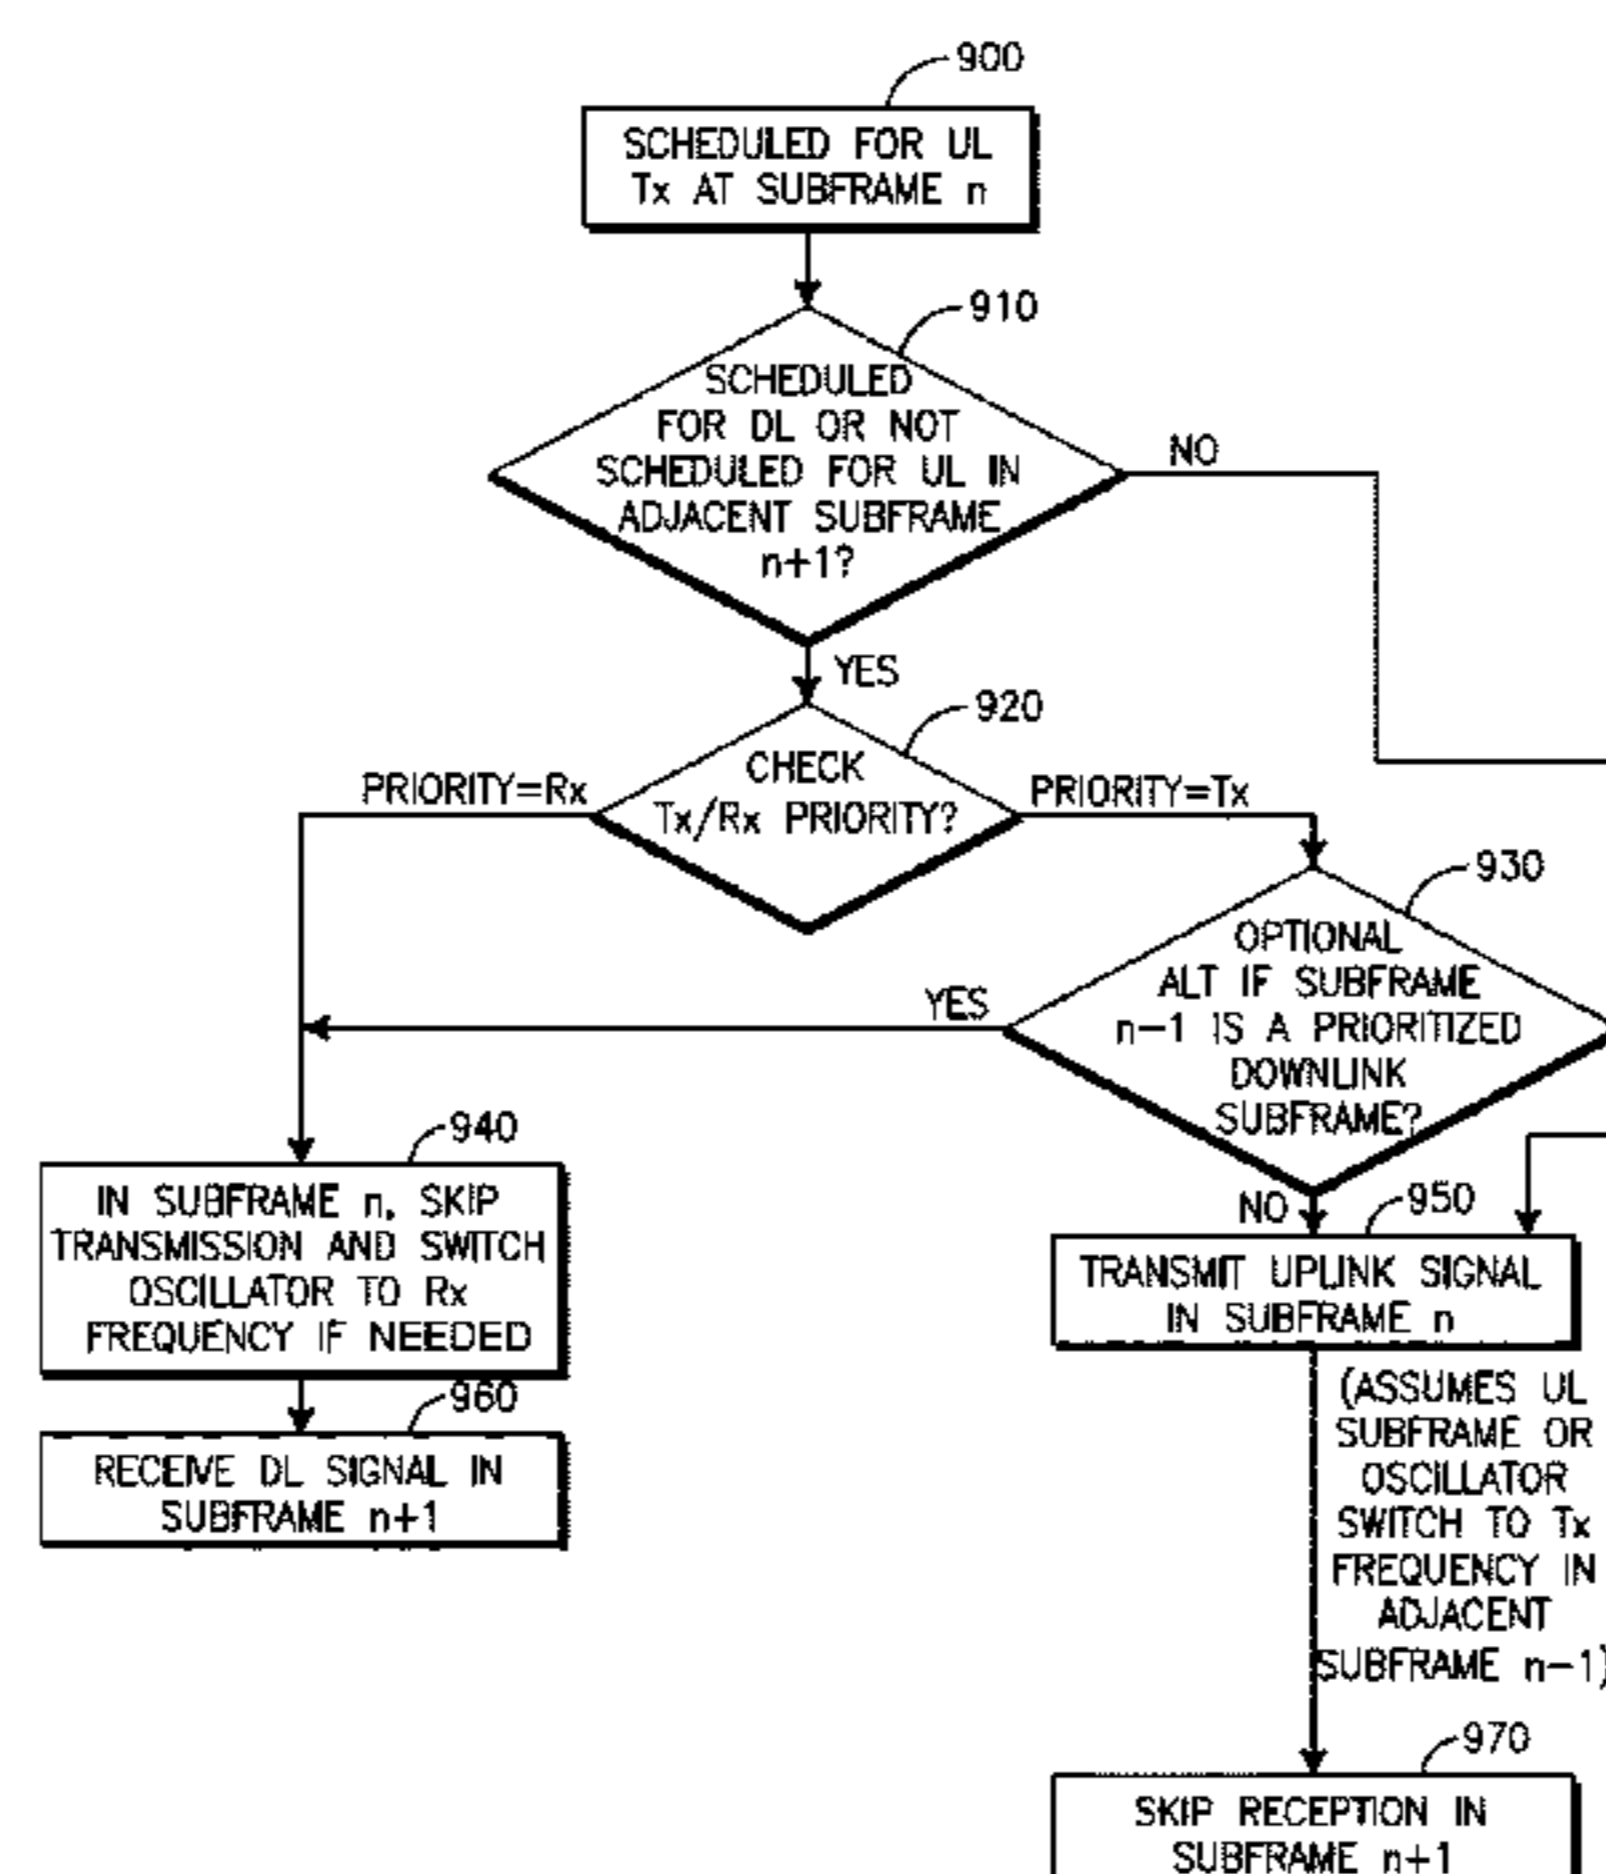 900
SCHEDULED FOR UL
Tx AT SUBFRAME n
910
SCHEDULED
FOR DL OR NOT
SCHEDULED FOR UL IN
ADJACENT SUBFRAME
n+1?
NO
YES
920
CHECK
Tx/Rx PRIORITY?
PRIORITY=Rx
PRIORITY=Tx
930
OPTIONAL
ALT IF SUBFRAME
n-1 IS A PRIORITIZED
DOWNLINK
SUBFRAME?
YES
NO
940
IN SUBFRAME n, SKIP
TRANSMISSION AND SWITCH
OSCILLATOR TO Rx
FREQUENCY IF NEEDED
950
TRANSMIT UPLINK SIGNAL
IN SUBFRAME n
960
RECEIVE DL SIGNAL IN
SUBFRAME n+1
(ASSUMES UL
SUBFRAME OR
OSCILLATOR
SWITCH TO Tx
FREQUENCY IN
ADJACENT
SUBFRAME n-1)
970
SKIP RECEPTION IN
SUBFRAME n+1